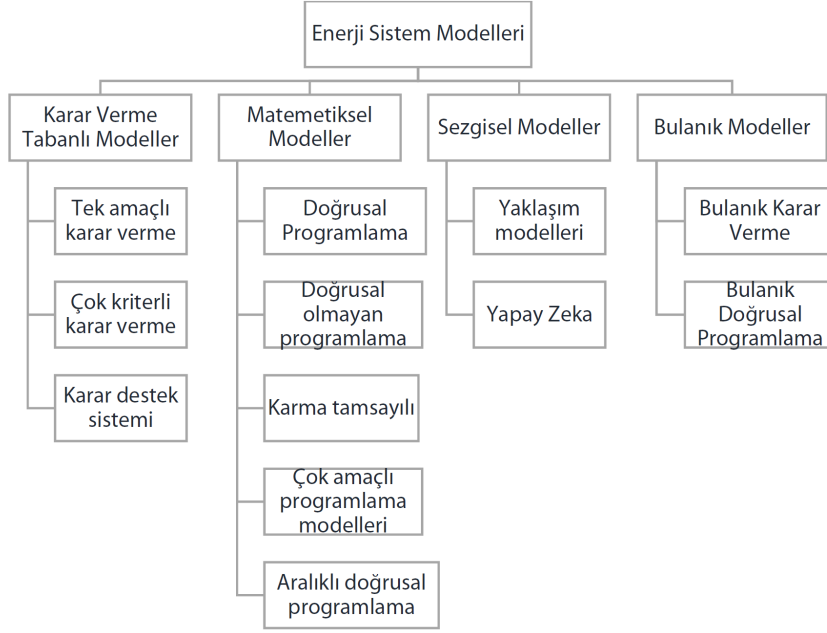 Enerji Sistem Modelleri
Karar Verme
Tabanlı Modeller
Tek amaçlı
karar verme
Çok kriterli
karar verme
Karar destek
sistemi
Matemetiksel
Modeller
Doğrusal
Programlama
Doğrusal
olmayan
programlama
Karma tamsayılı
Çok amaçlı
programlama
modelleri
Aralıklı doğrusal
programlama
Sezgisel Modeller
Yaklaşım
modelleri
Yapay Zeka
Bulanık Modeller
Bulanık Karar
Verme
Bulanık
Doğrusal
Programlama